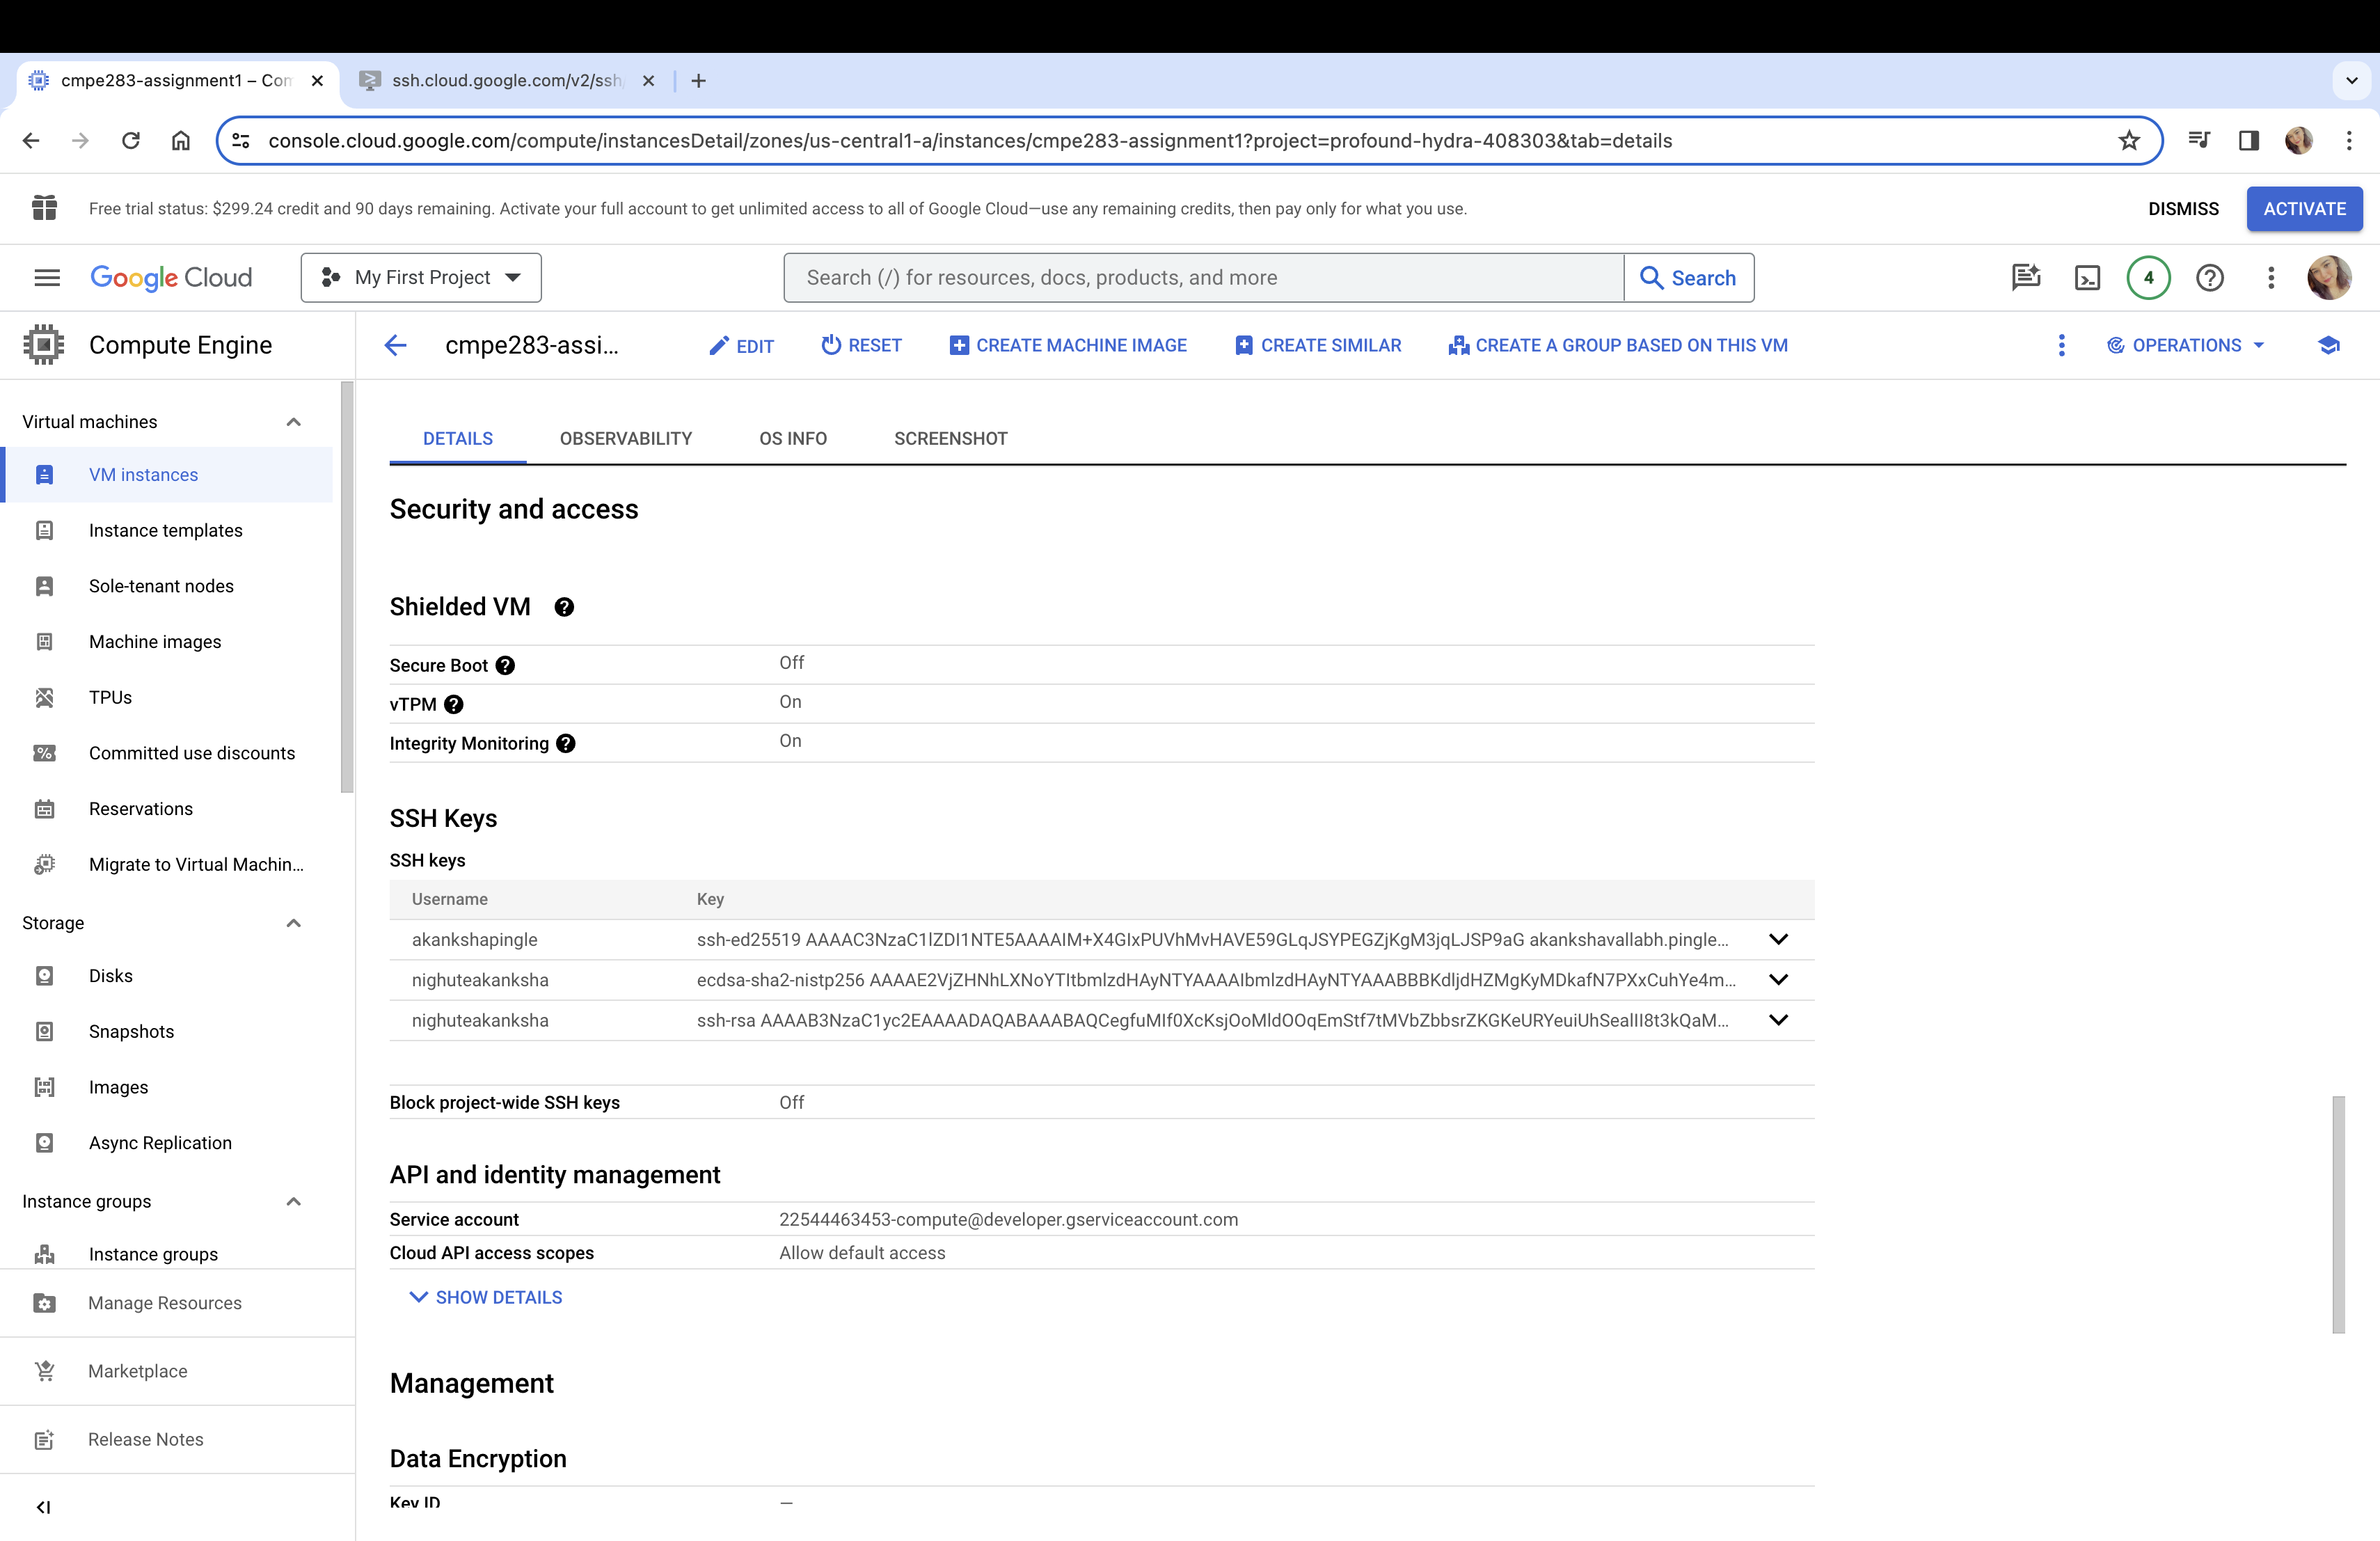 cmpe283-assignment1 – Con
ssh.cloud.google.com/v2/ssh
console.cloud.google.com/compute/instancesDetail/zones/us-central1-a/instances/cmpe283-assignment1?project=profound-hydra-408303&tab=details
Free trial status: $299.24 credit and 90 days remaining. Activate your full account to get unlimited access to all of Google Cloud—use any remaining credits, then pay only for what you use.
DISMISS
ACTIVATE
Google Cloud
My First Project
Search (/) for resources, docs, products, and more
Search
4
Compute Engine
cmpe283-assi...
EDIT
RESET
CREATE MACHINE IMAGE
CREATE SIMILAR
CREATE A GROUP BASED ON THIS VM
OPERATIONS
Virtual machines
VM instances
Instance templates
Sole-tenant nodes
Machine images
TPUs
Committed use discounts
Reservations
Migrate to Virtual Machin...
Storage
Disks
Snapshots
Images
Async Replication
Instance groups
Instance groups
Manage Resources
Marketplace
Release Notes
DETAILS
OBSERVABILITY
OS INFO
SCREENSHOT
Security and access
Shielded VM
Secure Boot Off
vTPM On
Integrity Monitoring On
SSH Keys
SSH keys
Username Key
akankshapingle ssh-ed25519 AAAAC3NzaC1lZDI1NTE5AAAAIM+X4GIxPUVhMvHAVE59GLqJSYPEGZjKgM3jqLJSP9aG akankshavallabh.pingle...
nighuteakanksha ecdsa-sha2-nistp256 AAAAE2VjZHNhLXNoYTItbmlzdHAyNTYAAAAIbmlzdHAyNTYAAABBBKdljdHZMgKyMDkafN7PXxCuhYe4m...
nighuteakanksha ssh-rsa AAAAB3NzaC1yc2EAAAADAQABAAABAQCegfuMIf0XcKsjOoMldOOqEmStf7tMVbZbbsrZKGKeURYeuiUhSealII8t3kQaM...
Block project-wide SSH keys Off
API and identity management
Service account 22544463453-compute@developer.gserviceaccount.com
Cloud API access scopes Allow default access
SHOW DETAILS
Management
Data Encryption
Key ID —